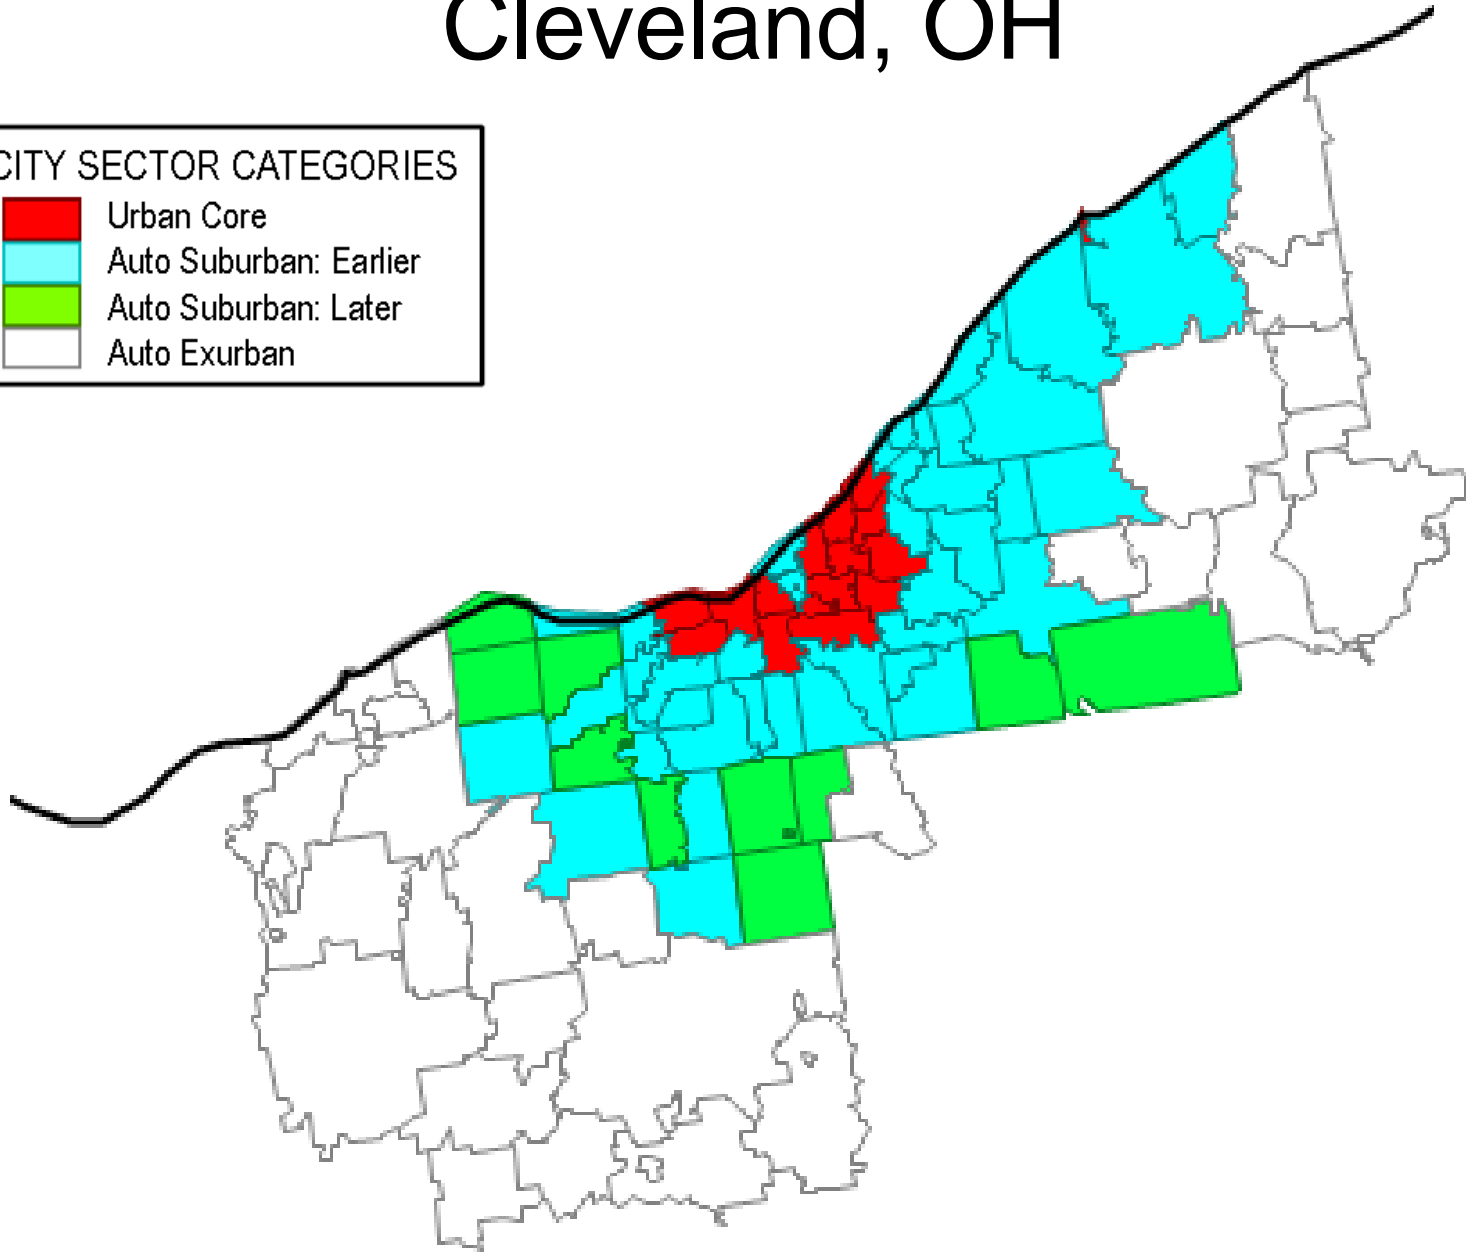 Cleveland, OH
CITY SECTOR CATEGORIES
Urban Core
Auto Suburban: Earlier
Auto Suburban: Later
Auto Exurban